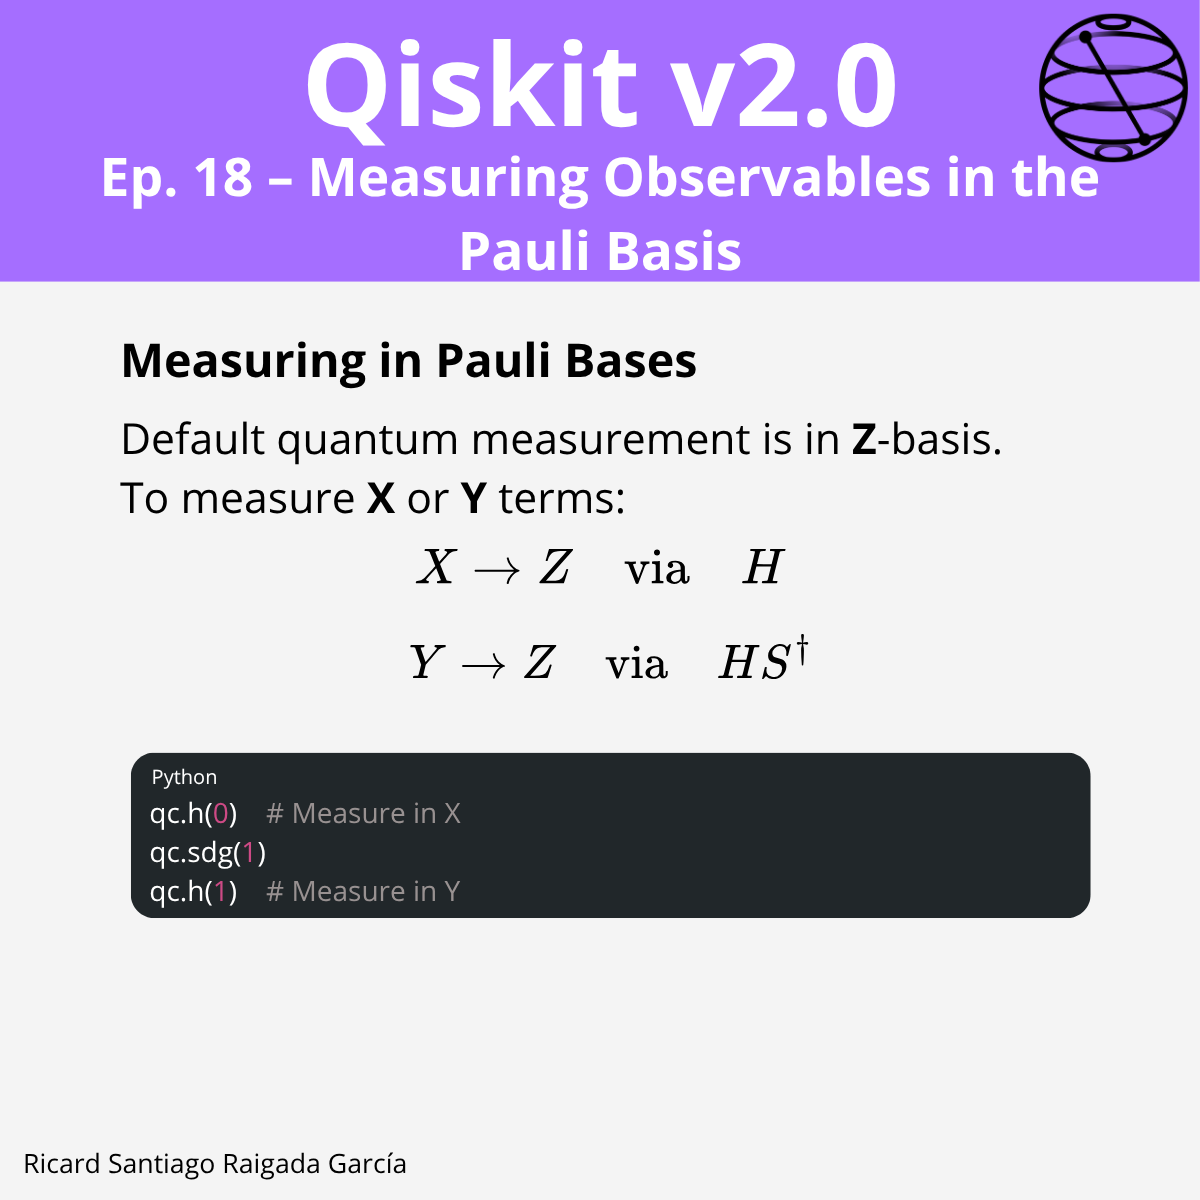 Qiskit v2.0
Ep. 18 – Measuring Observables in the
Pauli Basis
Measuring in Pauli Bases
Default quantum measurement is in Z-basis.
To measure X or Y terms:
X → Z via H
Y → Z via HS†
Python
qc.h(0) # Measure in X
qc.sdg(1)
qc.h(1) # Measure in Y
Ricard Santiago Raigada García